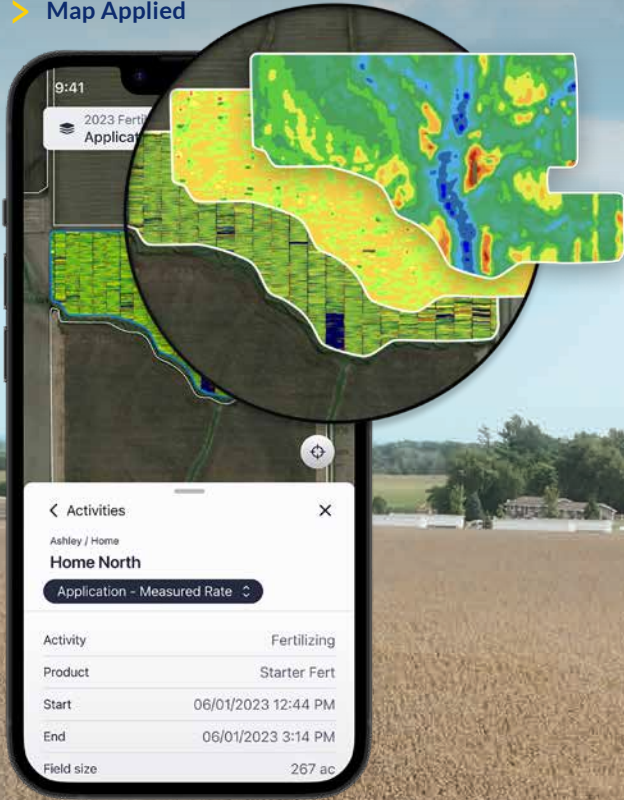 > Map Applied
9:41
2023 Fertil
Applicat
< Activities
Ashley / Home
Home North
Application - Measured Rate
Activity Fertilizing
Product Starter Fert
Start 06/01/2023 12:44 PM
End 06/01/2023 3:14 PM
Field size 267 ac